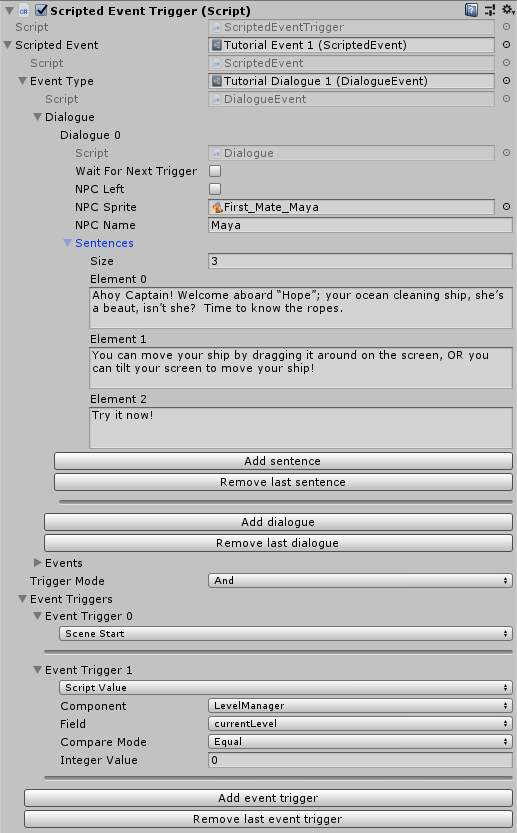 Scripted Event Trigger (Script)
Script ScriptedEventTrigger
Scripted Event Tutorial Event 1 (ScriptedEvent)
Script ScriptedEvent
Event Type Tutorial Dialogue 1 (DialogueEvent)
Script DialogueEvent
Dialogue
Dialogue 0
Script Dialogue
Wait For Next Trigger
NPC Left
NPC Sprite First_Mate_Maya
NPC Name Maya
Sentences
Size 3
Element 0
Ahoy Captain! Welcome aboard “Hope”; your ocean cleaning ship, she’s
a beaut, isn’t she?  Time to know the ropes.
Element 1
You can move your ship by dragging it around on the screen, OR you
can tilt your screen to move your ship!
Element 2
Try it now!
Add sentence
Remove last sentence
Add dialogue
Remove last dialogue
Events
Trigger Mode And
Event Triggers
Event Trigger 0
Scene Start
Event Trigger 1
Script Value
Component LevelManager
Field currentLevel
Compare Mode Equal
Integer Value 0
Add event trigger
Remove last event trigger